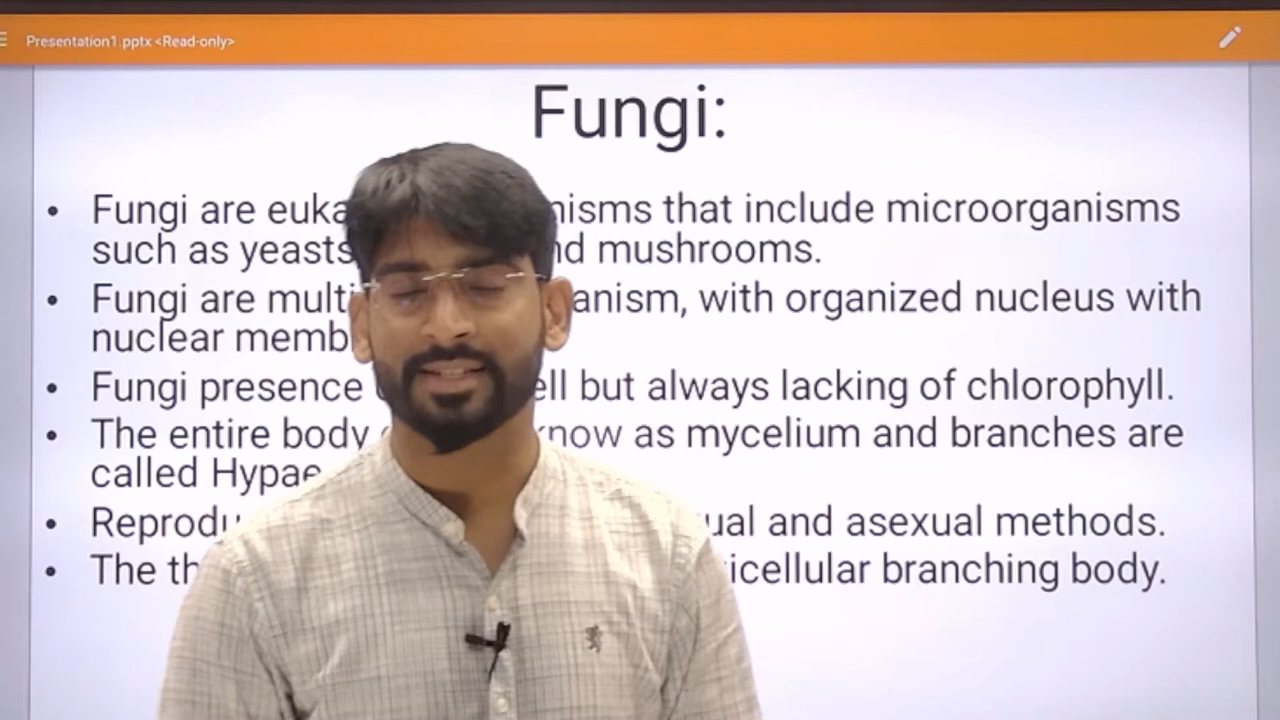 Presentation1.pptx <Read-only>
Fungi:
• Fungi are euka nisms that include microorganisms
such as yeasts nd mushrooms.
• Fungi are multi anism, with organized nucleus with
nuclear memb
• Fungi presence ell but always lacking of chlorophyll.
• The entire body know as mycelium and branches are
called Hypae
• Reprodu ual and asexual methods.
• The th icellular branching body.